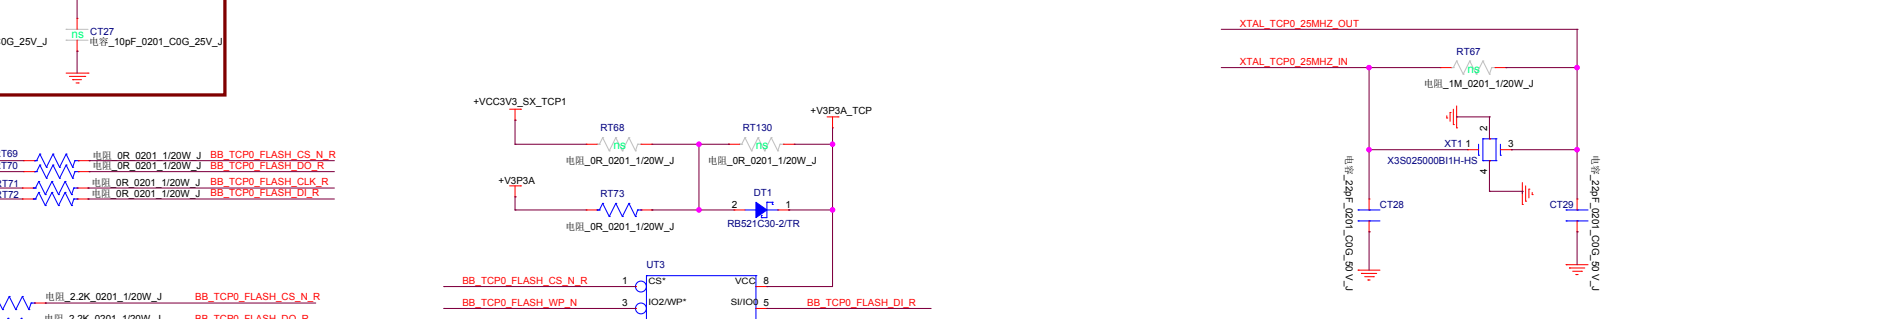 CT27
ns
0G_25V_J
电容_10pF_0201_C0G_25V_J
XTAL_TCP0_25MHZ_OUT
XTAL_TCP0_25MHZ_IN
RT67
ns
电阻_1M_0201_1/20W_J
+VCC3V3_SX_TCP1
+V3P3A_TCP
RT68
ns
电阻_0R_0201_1/20W_J
RT130
ns
电阻_0R_0201_1/20W_J
2
XT1 1
3
X3S025000BI1H-HS
4
RT69
电阻_0R_0201_1/20W_J
BB_TCP0_FLASH_CS_N_R
RT70
电阻_0R_0201_1/20W_J
BB_TCP0_FLASH_DO_R
RT71
电阻_0R_0201_1/20W_J
BB_TCP0_FLASH_CLK_R
RT72
电阻_0R_0201_1/20W_J
BB_TCP0_FLASH_DI_R
+V3P3A
RT73
电阻_0R_0201_1/20W_J
DT1
2
1
RB521C30-2/TR
CT28
电容_22pF_0201_C0G_50V_J
CT29
电容_22pF_0201_C0G_50V_J
UT3
BB_TCP0_FLASH_CS_N_R
1
CS*
VCC
8
BB_TCP0_FLASH_WP_N
3
IO2/WP*
SI/IO0
5
BB_TCP0_FLASH_DI_R
电阻_2.2K_0201_1/20W_J
BB_TCP0_FLASH_CS_N_R
电阻_2.2K_0201_1/20W_J
BB_TCP0_FLASH_DO_R